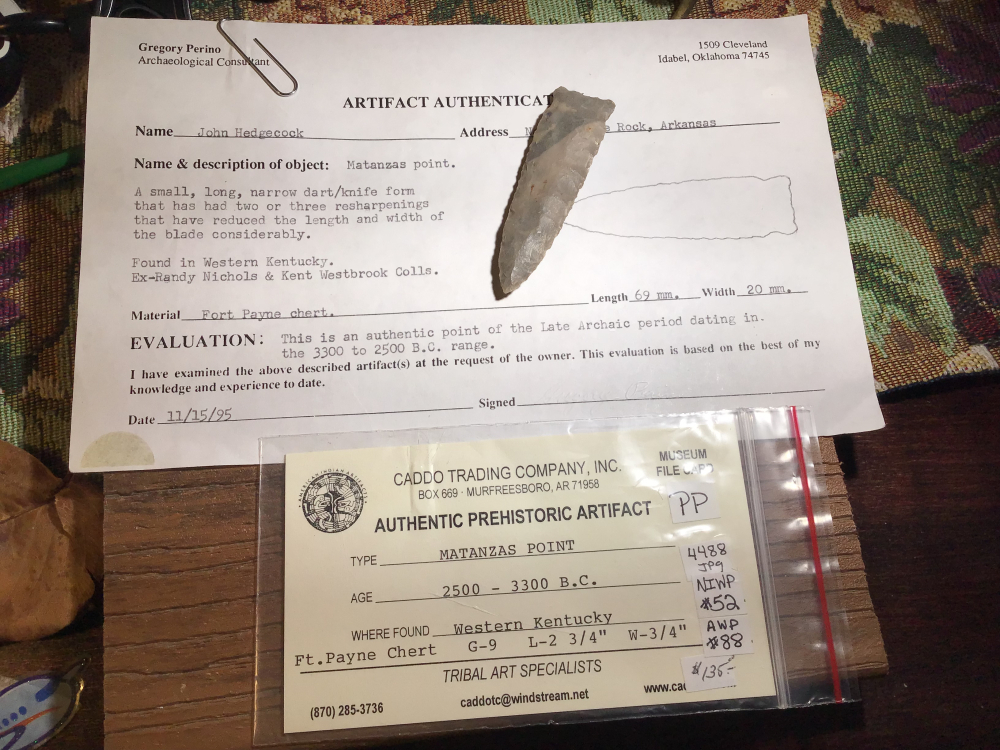 Gregory Perino
Archaeological Consultant
1509 Cleveland
Idabel, Oklahoma 74745
ARTIFACT AUTHENTICAT
Name John Hedgecock Address N e Rock, Arkansas
Name & description of object: Matanzas point.
A small, long, narrow dart/knife form
that has had two or three resharpenings
that have reduced the length and width of
the blade considerably.
Found in Western Kentucky.
Ex-Randy Nichols & Kent Westbrook Colls.
Length 69 mm. Width 20 mm.
Material Fort Payne chert.
EVALUATION: This is an authentic point of the Late Archaic period dating in.
the 3300 to 2500 B.C. range.
I have examined the above described artifact(s) at the request of the owner. This evaluation is based on the best of my
knowledge and experience to date.
Date 11/15/95
Signed
CADDO TRADING COMPANY, INC.
BOX 669 · MURFREESBORO, AR 71958
MUSEUM
FILE CARD
AUTHENTIC PREHISTORIC ARTIFACT
PP
TYPE MATANZAS POINT
AGE 2500 - 3300 B.C.
WHERE FOUND Western Kentucky
Ft.Payne Chert G-9 L-2 3/4" W-3/4"
4488
JPG
NIWP
$52
AWP
$88
$135-
TRIBAL ART SPECIALISTS
(870) 285-3736
caddotc@windstream.net
www.cad